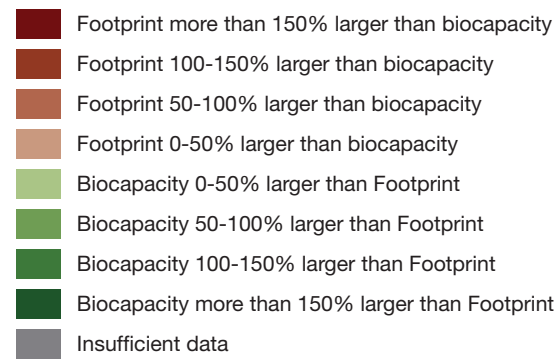 Footprint more than 150% larger than biocapacity
Footprint 100-150% larger than biocapacity
Footprint 50-100% larger than biocapacity
Footprint 0-50% larger than biocapacity
Biocapacity 0-50% larger than Footprint
Biocapacity 50-100% larger than Footprint
Biocapacity 100-150% larger than Footprint
Biocapacity more than 150% larger than Footprint
Insufficient data